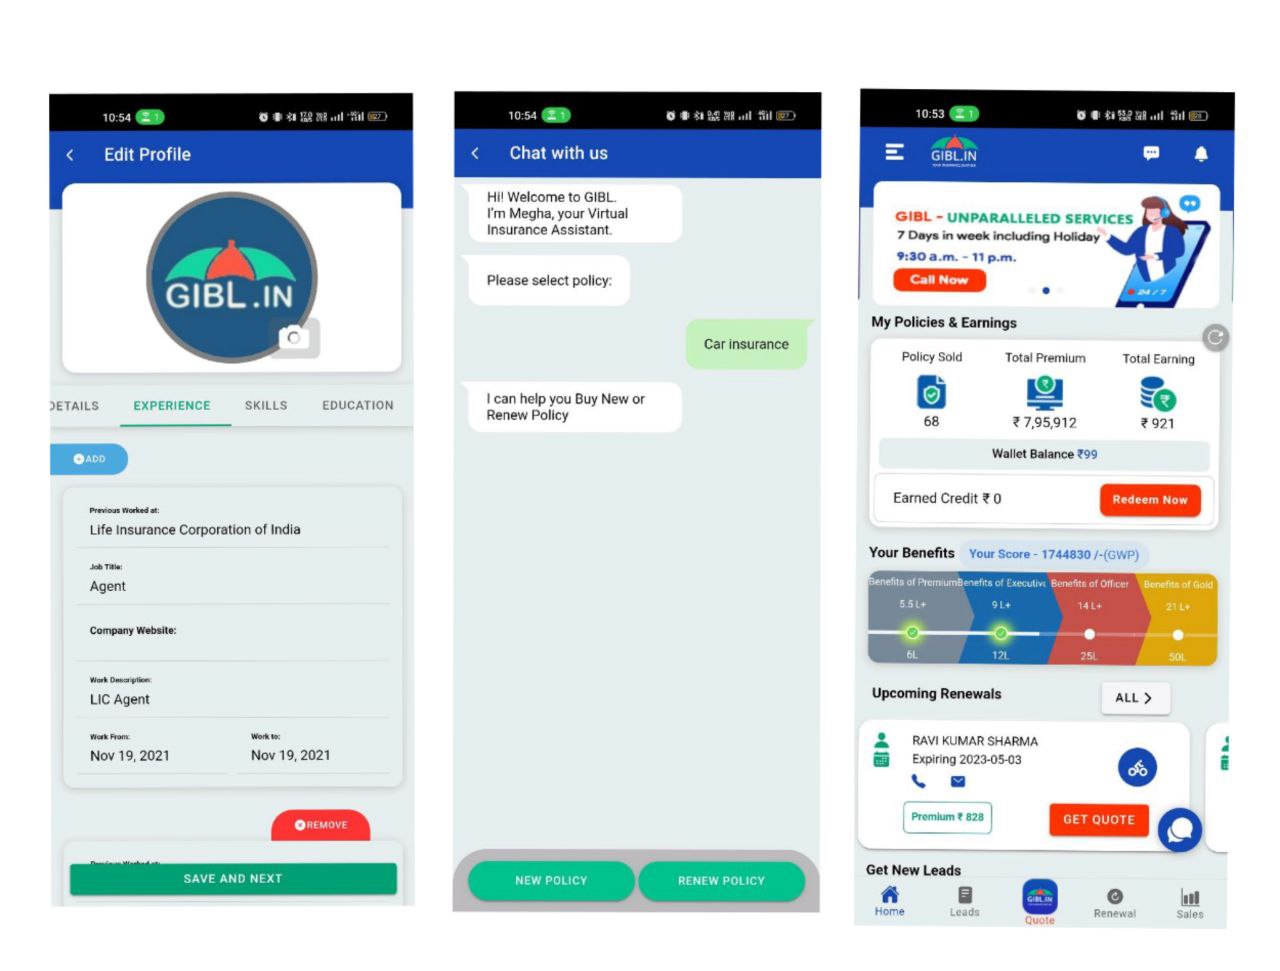 10:54
1
Edit Profile
GIBL.IN
DETAILS
EXPERIENCE
SKILLS
EDUCATION
ADD
Previous Worked at:
Life Insurance Corporation of India
Job Title:
Agent
Company Website:
Work Description:
LIC Agent
Work From:
Work to:
Nov 19, 2021
Nov 19, 2021
REMOVE
SAVE AND NEXT
10:54
1
Chat with us
Hi! Welcome to GIBL.
I'm Megha, your Virtual
Insurance Assistant.
Please select policy:
Car insurance
I can help you Buy New or
Renew Policy
NEW POLICY
RENEW POLICY
10:53
1
GIBL.IN
GIBL - UNPARALLELED SERVICES
7 Days in week including Holiday
9:30 a.m. - 11 p.m.
Call Now
24 / 7
My Policies & Earnings
Policy Sold
Total Premium
Total Earning
68
₹ 7,95,912
₹ 921
Wallet Balance ₹99
Earned Credit ₹ 0
Redeem Now
Your Benefits
Your Score - 1744830 /-(GWP)
Benefits of Premium
Benefits of Executive
Benefits of Officer
Benefits of Gold
5.5 L+
9 L+
14 L+
21 L+
6L
12L
25L
50L
Upcoming Renewals
ALL
RAVI KUMAR SHARMA
Expiring 2023-05-03
Premium ₹ 828
GET QUOTE
Get New Leads
Home
Leads
GIBL.IN
Quote
Renewal
Sales